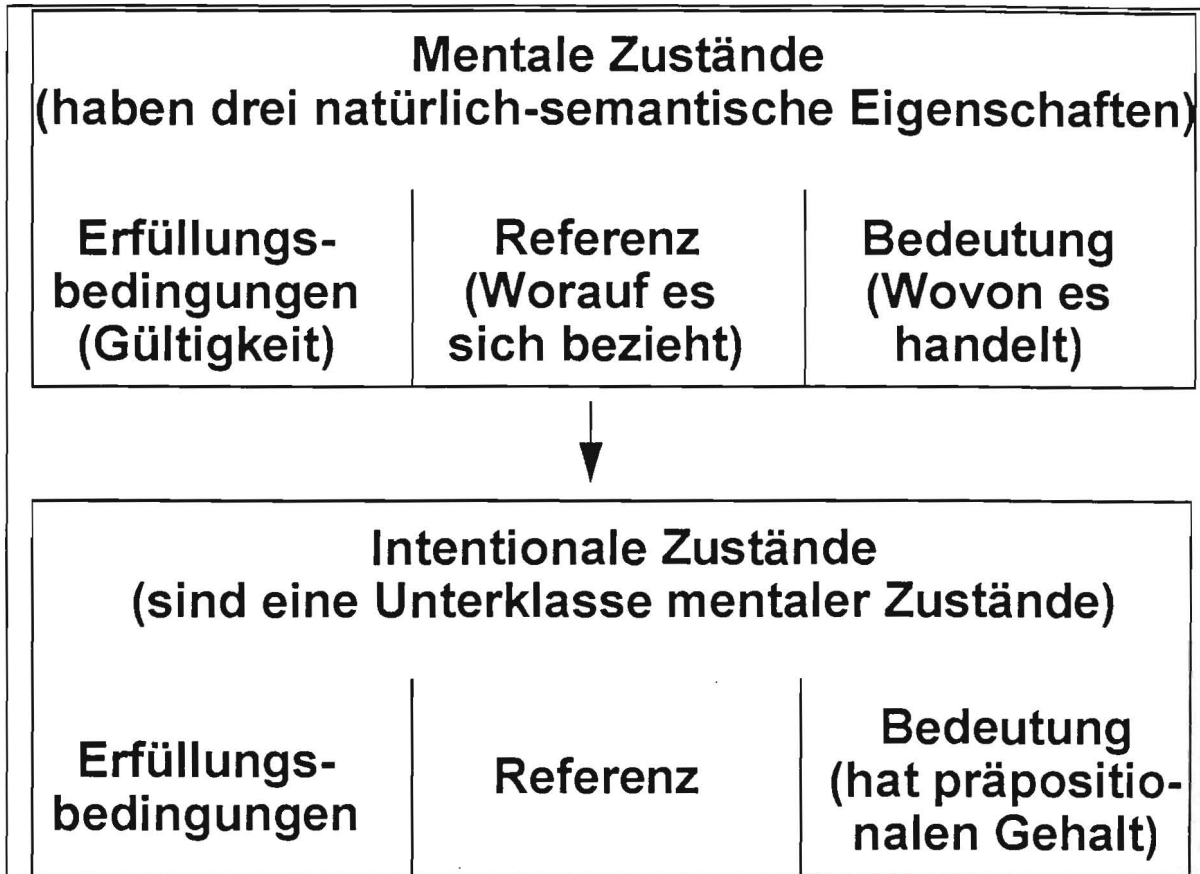 Mentale Zustände
(haben drei natürlich-semantische Eigenschaften)
Erfüllungs-
bedingungen
(Gültigkeit)
Referenz
(Worauf es
sich bezieht)
Bedeutung
(Wovon es
handelt)
Intentionale Zustände
(sind eine Unterklasse mentaler Zustände)
Erfüllungs-
bedingungen
Referenz
Bedeutung
(hat präpositio-
nalen Gehalt)